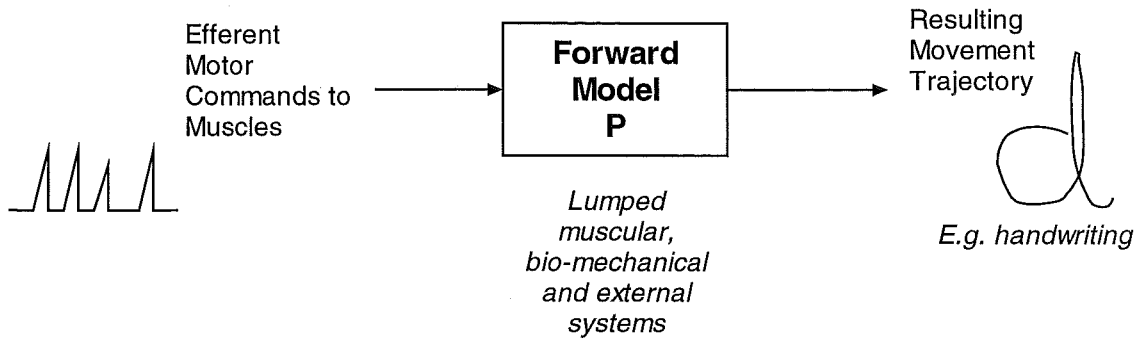 Efferent
Motor
Commands to
Muscles
Forward
Model
P
Lumped
muscular,
bio-mechanical
and external
systems
Resulting
Movement
Trajectory
d
E.g. handwriting